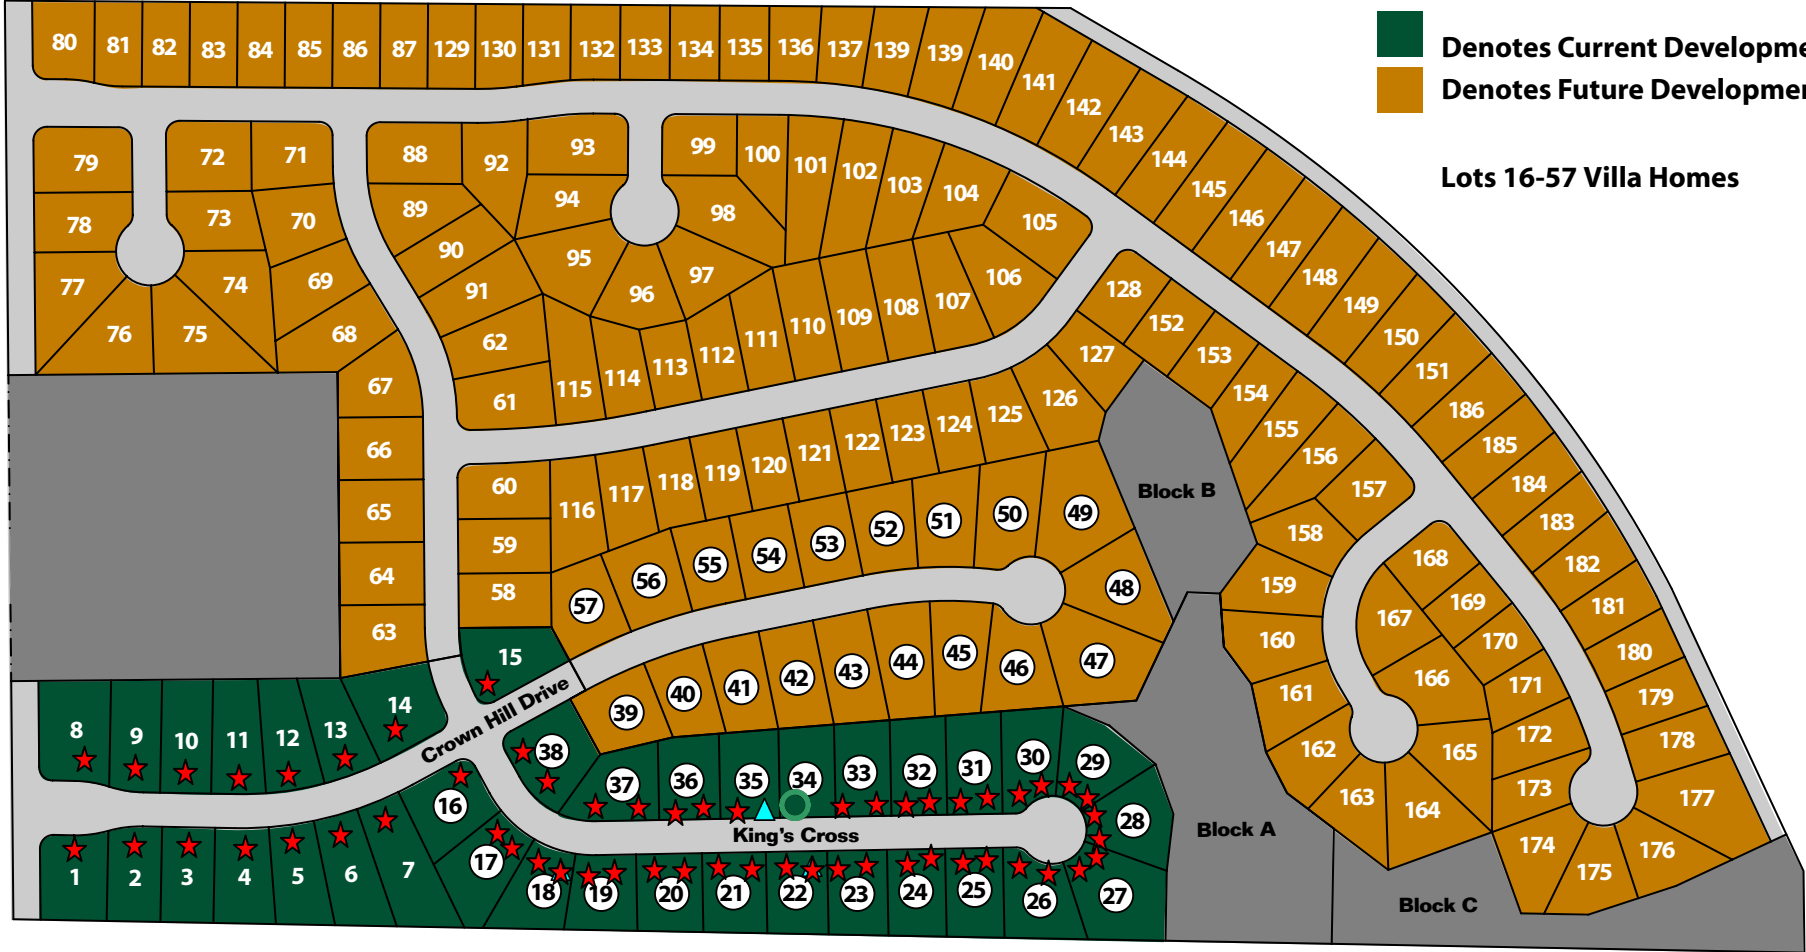 80 81 82 83 84 85 86 87 129 130 131 132 133 134 135 136 137 139 139 140
141 142 143 144 145 146 147 148 149 150 151 186 185 184 183 182 181 180 179 178 177
Denotes Current Developme
Denotes Future Developmer
Lots 16-57 Villa Homes
79 72 71 88 92 93 99 100 101 102 103 104 105
78 73 70 89 94 98
77 74 69 90 95 97 106
76 75 68 91 96
62 115 114 113 112 111 110 109 108 107
67 61
128 152 153 154 155 156 157
127 126
66 60 116 117 118 119 120 121 122 123 124 125
65 59
64 58 57 56 55 54 53 52 51 50 49
63 48
Block B
158 159 160 161 162 163 164 165 166 167 168 169 170 171 172 173 174 175 176
15 39 40 41 42 43 44 45 46 47
Crown Hill Drive
8 9 10 11 12 13 14
38 37 36 35 34 33 32 31 30 29
16 28
King's Cross
Block A
1 2 3 4 5 6 7 17 18 19 20 21 22 23 24 25 26 27
Block C